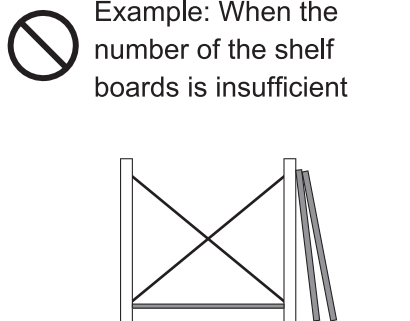 Example: When the
number of the shelf
boards is insufficient